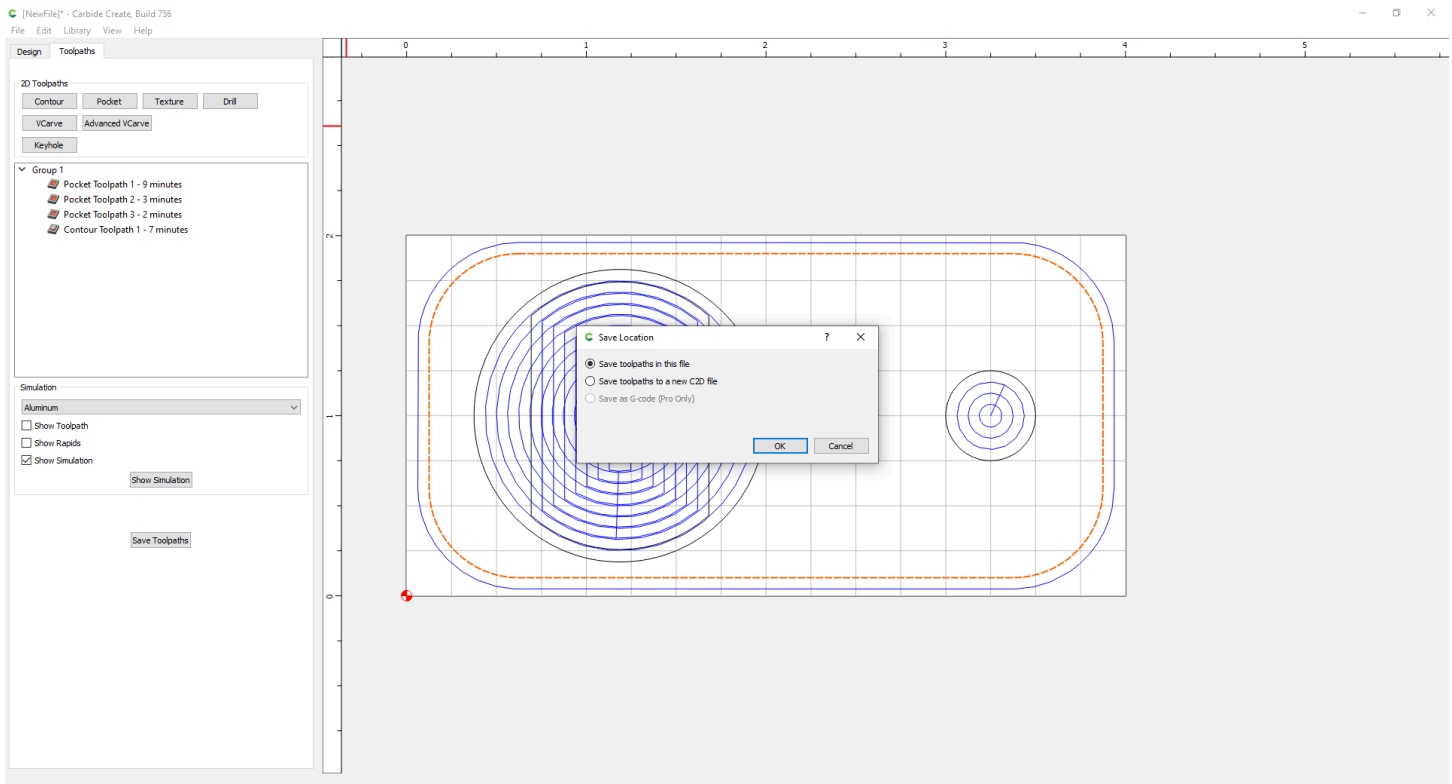 [NewFile]* - Carbide Create, Build 756
File Edit Library View Help
Design Toolpaths
2D Toolpaths
Contour Pocket Texture Drill
VCarve Advanced VCarve
Keyhole
Group 1
Pocket Toolpath 1 - 9 minutes
Pocket Toolpath 2 - 3 minutes
Pocket Toolpath 3 - 2 minutes
Contour Toolpath 1 - 7 minutes
Simulation
Aluminum
Show Toolpath
Show Rapids
Show Simulation
Show Simulation
Save Toolpaths
0 1 2 3 4 5
2
1
0
Save Location ?
Save toolpaths in this file
Save toolpaths to a new C2D file
Save as G-code (Pro Only)
OK Cancel